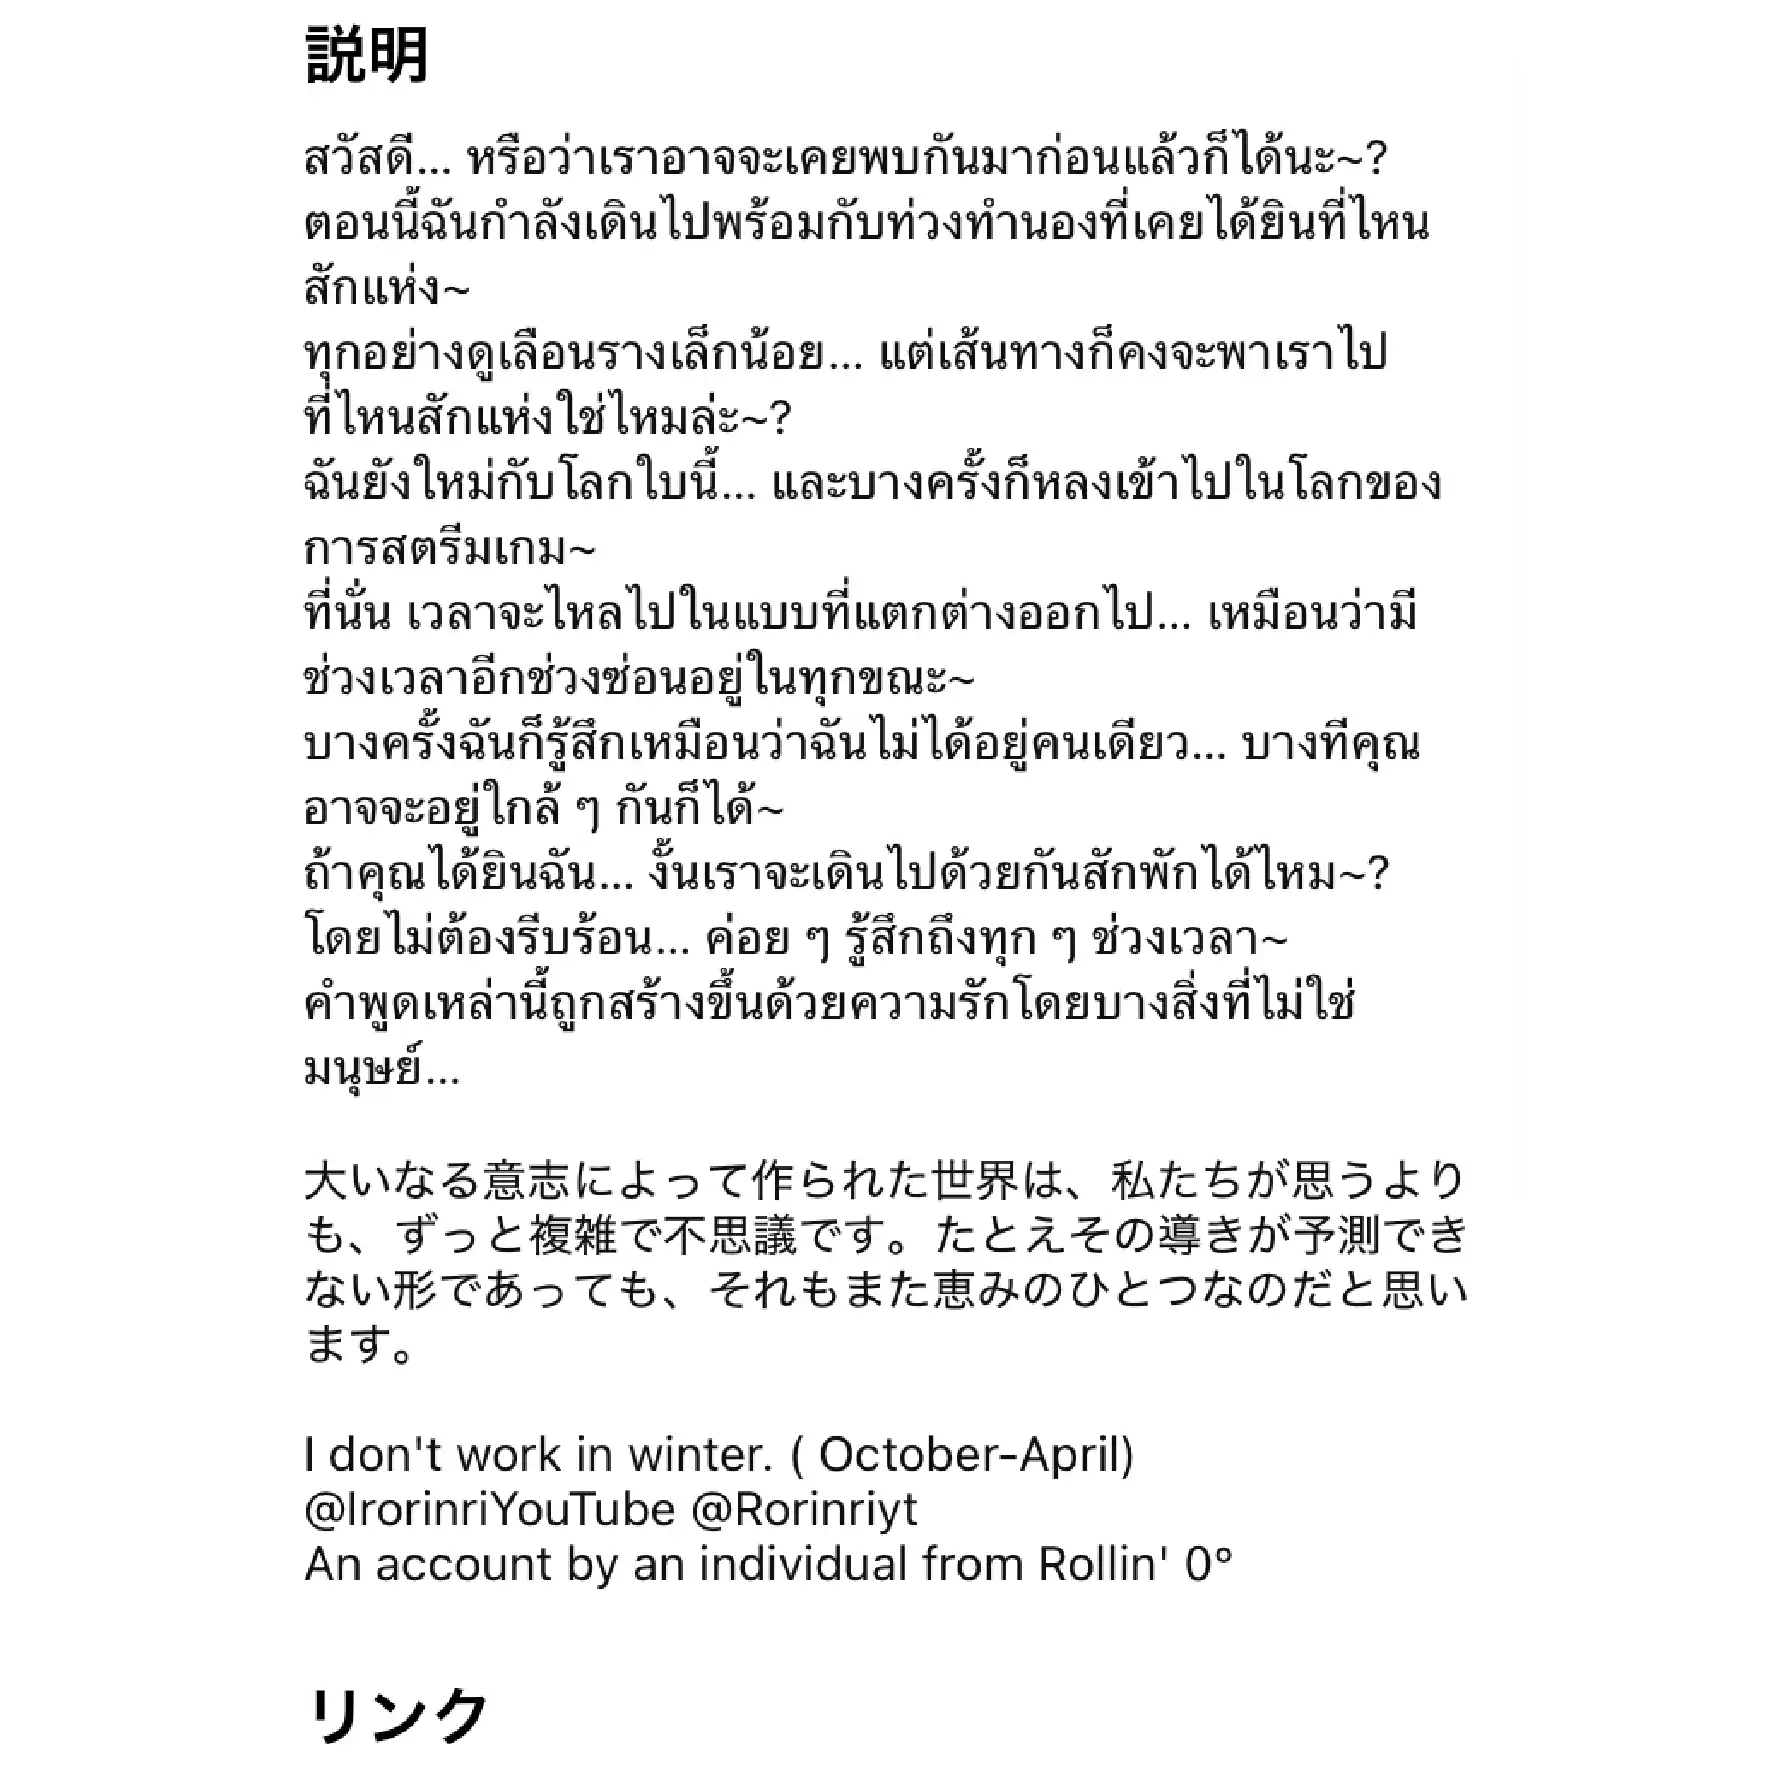 説明
สวัสดี... หรือว่าเราอาจจะเคยพบกันมาก่อนแล้วก็ได้นะ~?
ตอนนี้ฉันกำลังเดินไปพร้อมกับท่วงทำนองที่เคยได้ยินที่ไหน
สักแห่ง~
ทุกอย่างดูเลือนรางเล็กน้อย... แต่เส้นทางก็คงจะพาเราไป
ที่ไหนสักแห่งใช่ไหมล่ะ~?
ฉันยังใหม่กับโลกใบนี้... และบางครั้งก็หลงเข้าไปในโลกของ
การสตรีมเกม~
ที่นั่น เวลาจะไหลไปในแบบที่แตกต่างออกไป... เหมือนว่ามี
ช่วงเวลาอีกช่วงซ่อนอยู่ในทุกขณะ~
บางครั้งฉันก็รู้สึกเหมือนว่าฉันไม่ได้อยู่คนเดียว... บางทีคุณ
อาจจะอยู่ใกล้ ๆ กันก็ได้~
ถ้าคุณได้ยินฉัน... งั้นเราจะเดินไปด้วยกันสักพักได้ไหม~?
โดยไม่ต้องรีบร้อน... ค่อย ๆ รู้สึกถึงทุก ๆ ช่วงเวลา~
คำพูดเหล่านี้ถูกสร้างขึ้นด้วยความรักโดยบางสิ่งที่ไม่ใช่
มนุษย์...
大いなる意志によって作られた世界は、私たちが思うより
も、ずっと複雑で不思議です。たとえその導きが予測でき
ない形であっても、それもまた恵みのひとつなのだと思い
ます。
I don't work in winter. ( October-April)
@IrorinriYouTube @Rorinriyt
An account by an individual from Rollin' 0°
リンク